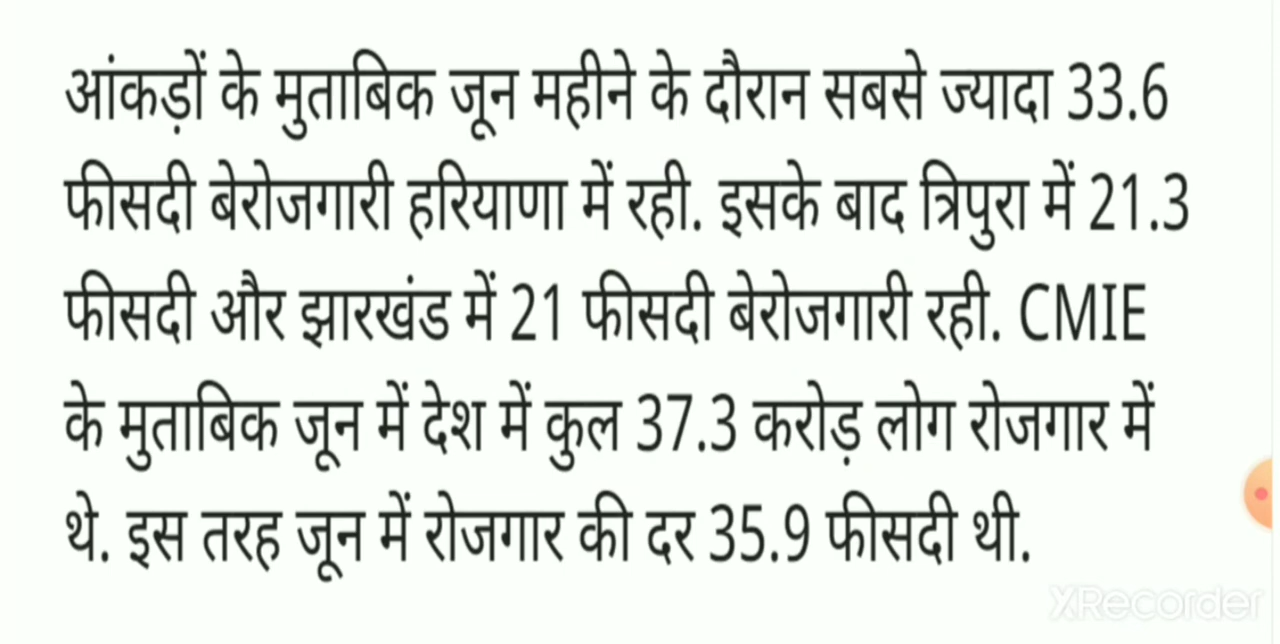 आंकड़ों के मुताबिक जून महीने के दौरान सबसे ज्यादा 33.6
फीसदी बेरोजगारी हरियाणा में रही. इसके बाद त्रिपुरा में 21.3
फीसदी और झारखंड में 21 फीसदी बेरोजगारी रही. CMIE
के मुताबिक जून में देश में कुल 37.3 करोड़ लोग रोजगार में
थे. इस तरह जून में रोजगार की दर 35.9 फीसदी थी.
XRecorder